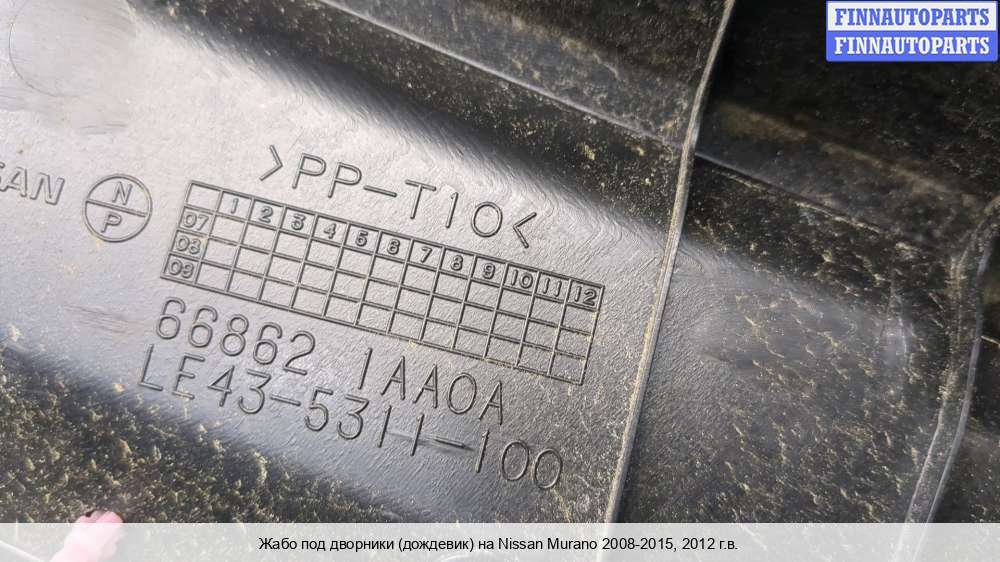 FINNAUTOPARTS
FINNAUTOPARTS
>PP-T10<
N
P
1 2 3 4 5 6 7 8 9 10 11 12
07
08
09
66862 1AA0A
LE43-5311-100
Жабо под дворники (дождевик) на Nissan Murano 2008-2015, 2012 г.в.